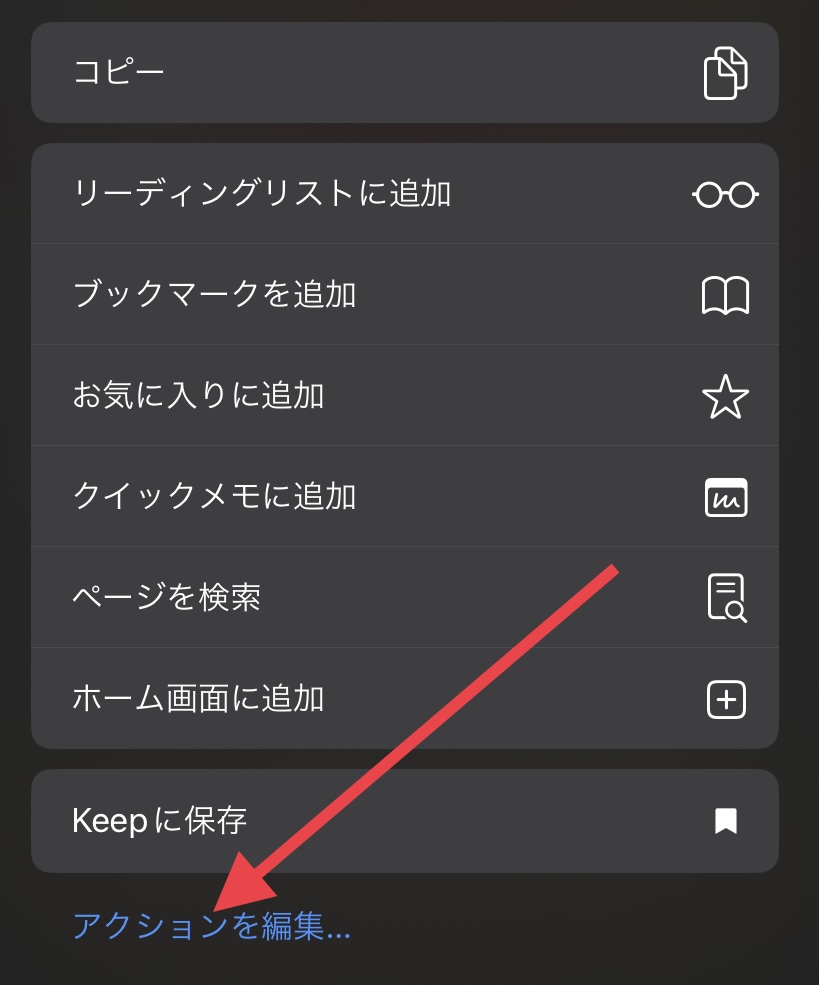 コピー
リーディングリストに追加
ブックマークを追加
お気に入りに追加
クイックメモに追加
ページを検索
ホーム画面に追加
Keepに保存
アクションを編集...